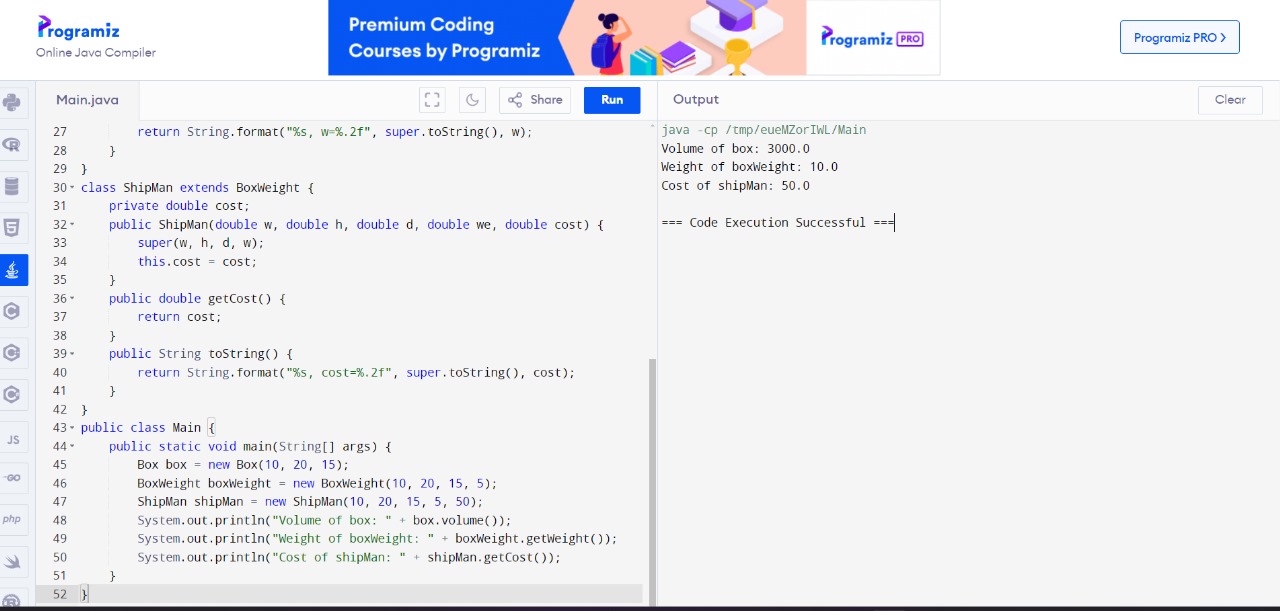 Programiz
Online Java Compiler
Premium Coding
Courses by Programiz
Programiz PRO
Programiz PRO >
Main.java
Share
Run
Output
Clear
27 return String.format("%s, w=%.2f", super.toString(), w);
28 }
29 }
30 class ShipMan extends BoxWeight {
31 private double cost;
32 public ShipMan(double w, double h, double d, double we, double cost) {
33 super(w, h, d, w);
34 this.cost = cost;
35 }
36 public double getCost() {
37 return cost;
38 }
39 public String toString() {
40 return String.format("%s, cost=%.2f", super.toString(), cost);
41 }
42 }
43 public class Main {
44 public static void main(String[] args) {
45 Box box = new Box(10, 20, 15);
46 BoxWeight boxWeight = new BoxWeight(10, 20, 15, 5);
47 ShipMan shipMan = new ShipMan(10, 20, 15, 5, 50);
48 System.out.println("Volume of box: " + box.volume());
49 System.out.println("Weight of boxWeight: " + boxWeight.getWeight());
50 System.out.println("Cost of shipMan: " + shipMan.getCost());
51 }
52 }
java -cp /tmp/eueMZorIWL/Main
Volume of box: 3000.0
Weight of boxWeight: 10.0
Cost of shipMan: 50.0
=== Code Execution Successful ===
JS
GO
php